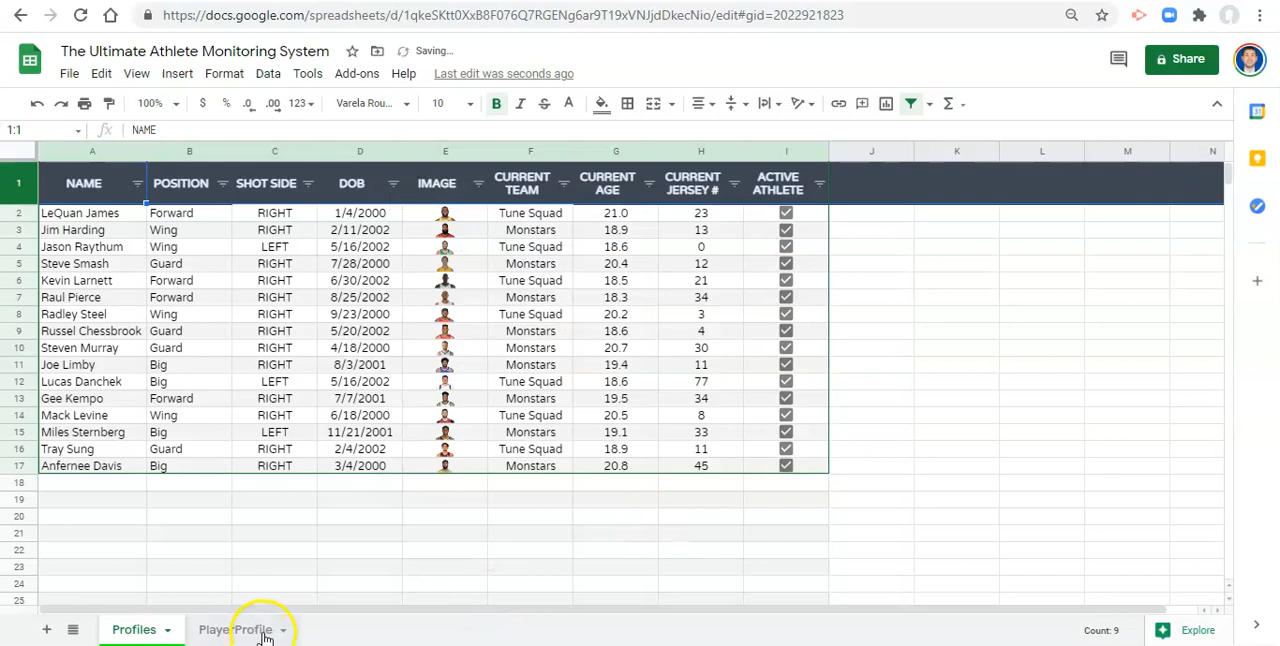 https://docs.google.com/spreadsheets/d/1qkeSKtt0XxB8F076Q7RGENg6ar9T19xVNJjdDkecNio/edit#gid=2022921823
The Ultimate Athlete Monitoring System Saving...
File Edit View Insert Format Data Tools Add-ons Help Last edit was seconds ago
Share
100% $ % .0 .00 123 Varela Rou... 10 B I S A
1:1 fx NAME
A B C D E F G H I J K L M N
1 NAME POSITION SHOT SIDE DOB IMAGE CURRENT TEAM CURRENT AGE CURRENT JERSEY # ACTIVE ATHLETE
2 LeQuan James Forward RIGHT 1/4/2000 Tune Squad 21.0 23
3 Jim Harding Wing RIGHT 2/11/2002 Monstars 18.9 13
4 Jason Raythum Wing LEFT 5/16/2002 Tune Squad 18.6 0
5 Steve Smash Guard RIGHT 7/28/2000 Monstars 20.4 12
6 Kevin Larnett Forward RIGHT 6/30/2002 Tune Squad 18.5 21
7 Raul Pierce Forward RIGHT 8/25/2002 Monstars 18.3 34
8 Radley Steel Wing RIGHT 9/23/2000 Tune Squad 20.2 3
9 Russel Chessbrook Guard RIGHT 5/20/2002 Monstars 18.6 4
10 Steven Murray Guard RIGHT 4/18/2000 Monstars 20.7 30
11 Joe Limby Big RIGHT 8/3/2001 Monstars 19.4 11
12 Lucas Danchek Big LEFT 5/16/2002 Tune Squad 18.6 77
13 Gee Kempo Forward RIGHT 7/7/2001 Monstars 19.5 34
14 Mack Levine Wing RIGHT 6/18/2000 Tune Squad 20.5 8
15 Miles Sternberg Big LEFT 11/21/2001 Monstars 19.1 33
16 Tray Sung Guard RIGHT 2/4/2002 Tune Squad 18.9 11
17 Anfernee Davis Big RIGHT 3/4/2000 Monstars 20.8 45
18
19
20
21
22
23
24
25
Profiles PlayerProfile Count: 9 Explore